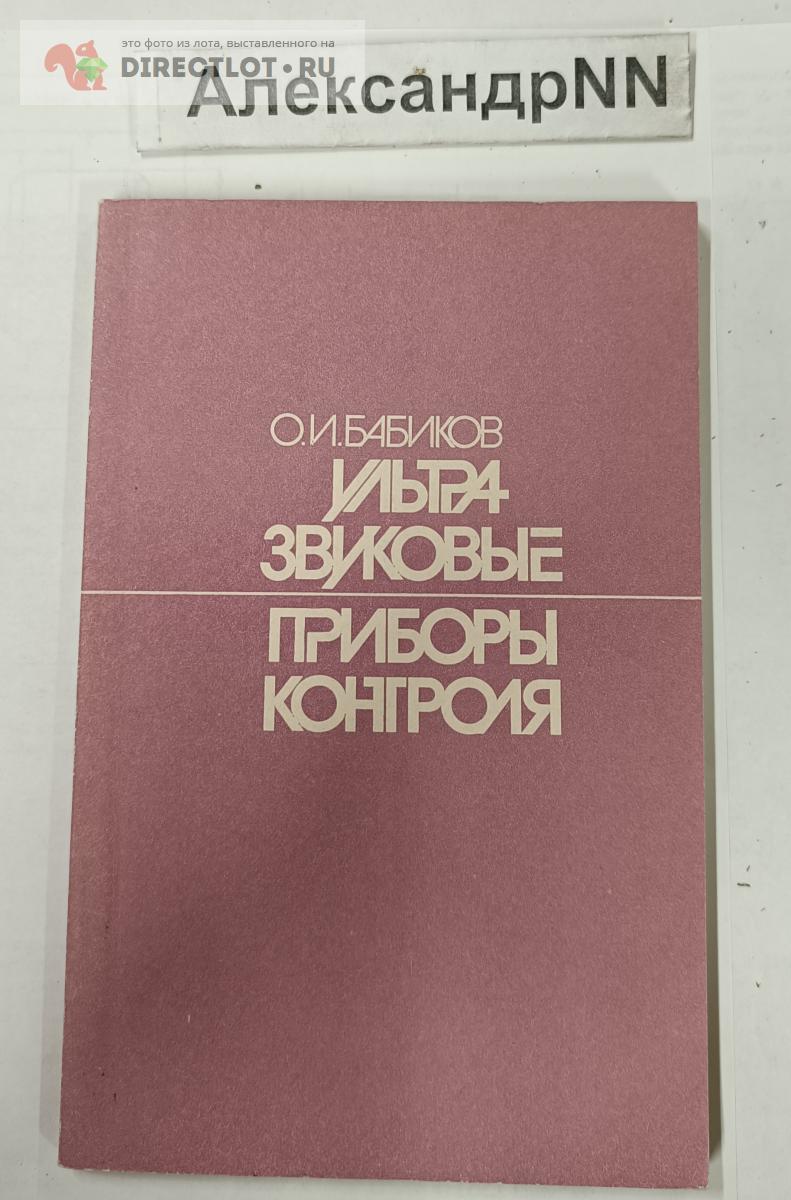 это фото из лота, выставленного на
DIRECTLOT.RU
АлександрNN
О.И.БАБИКОВ
УЛЬТРА-
ЗВУКОВЫЕ
ПРИБОРЫ
КОНТРОЛЯ